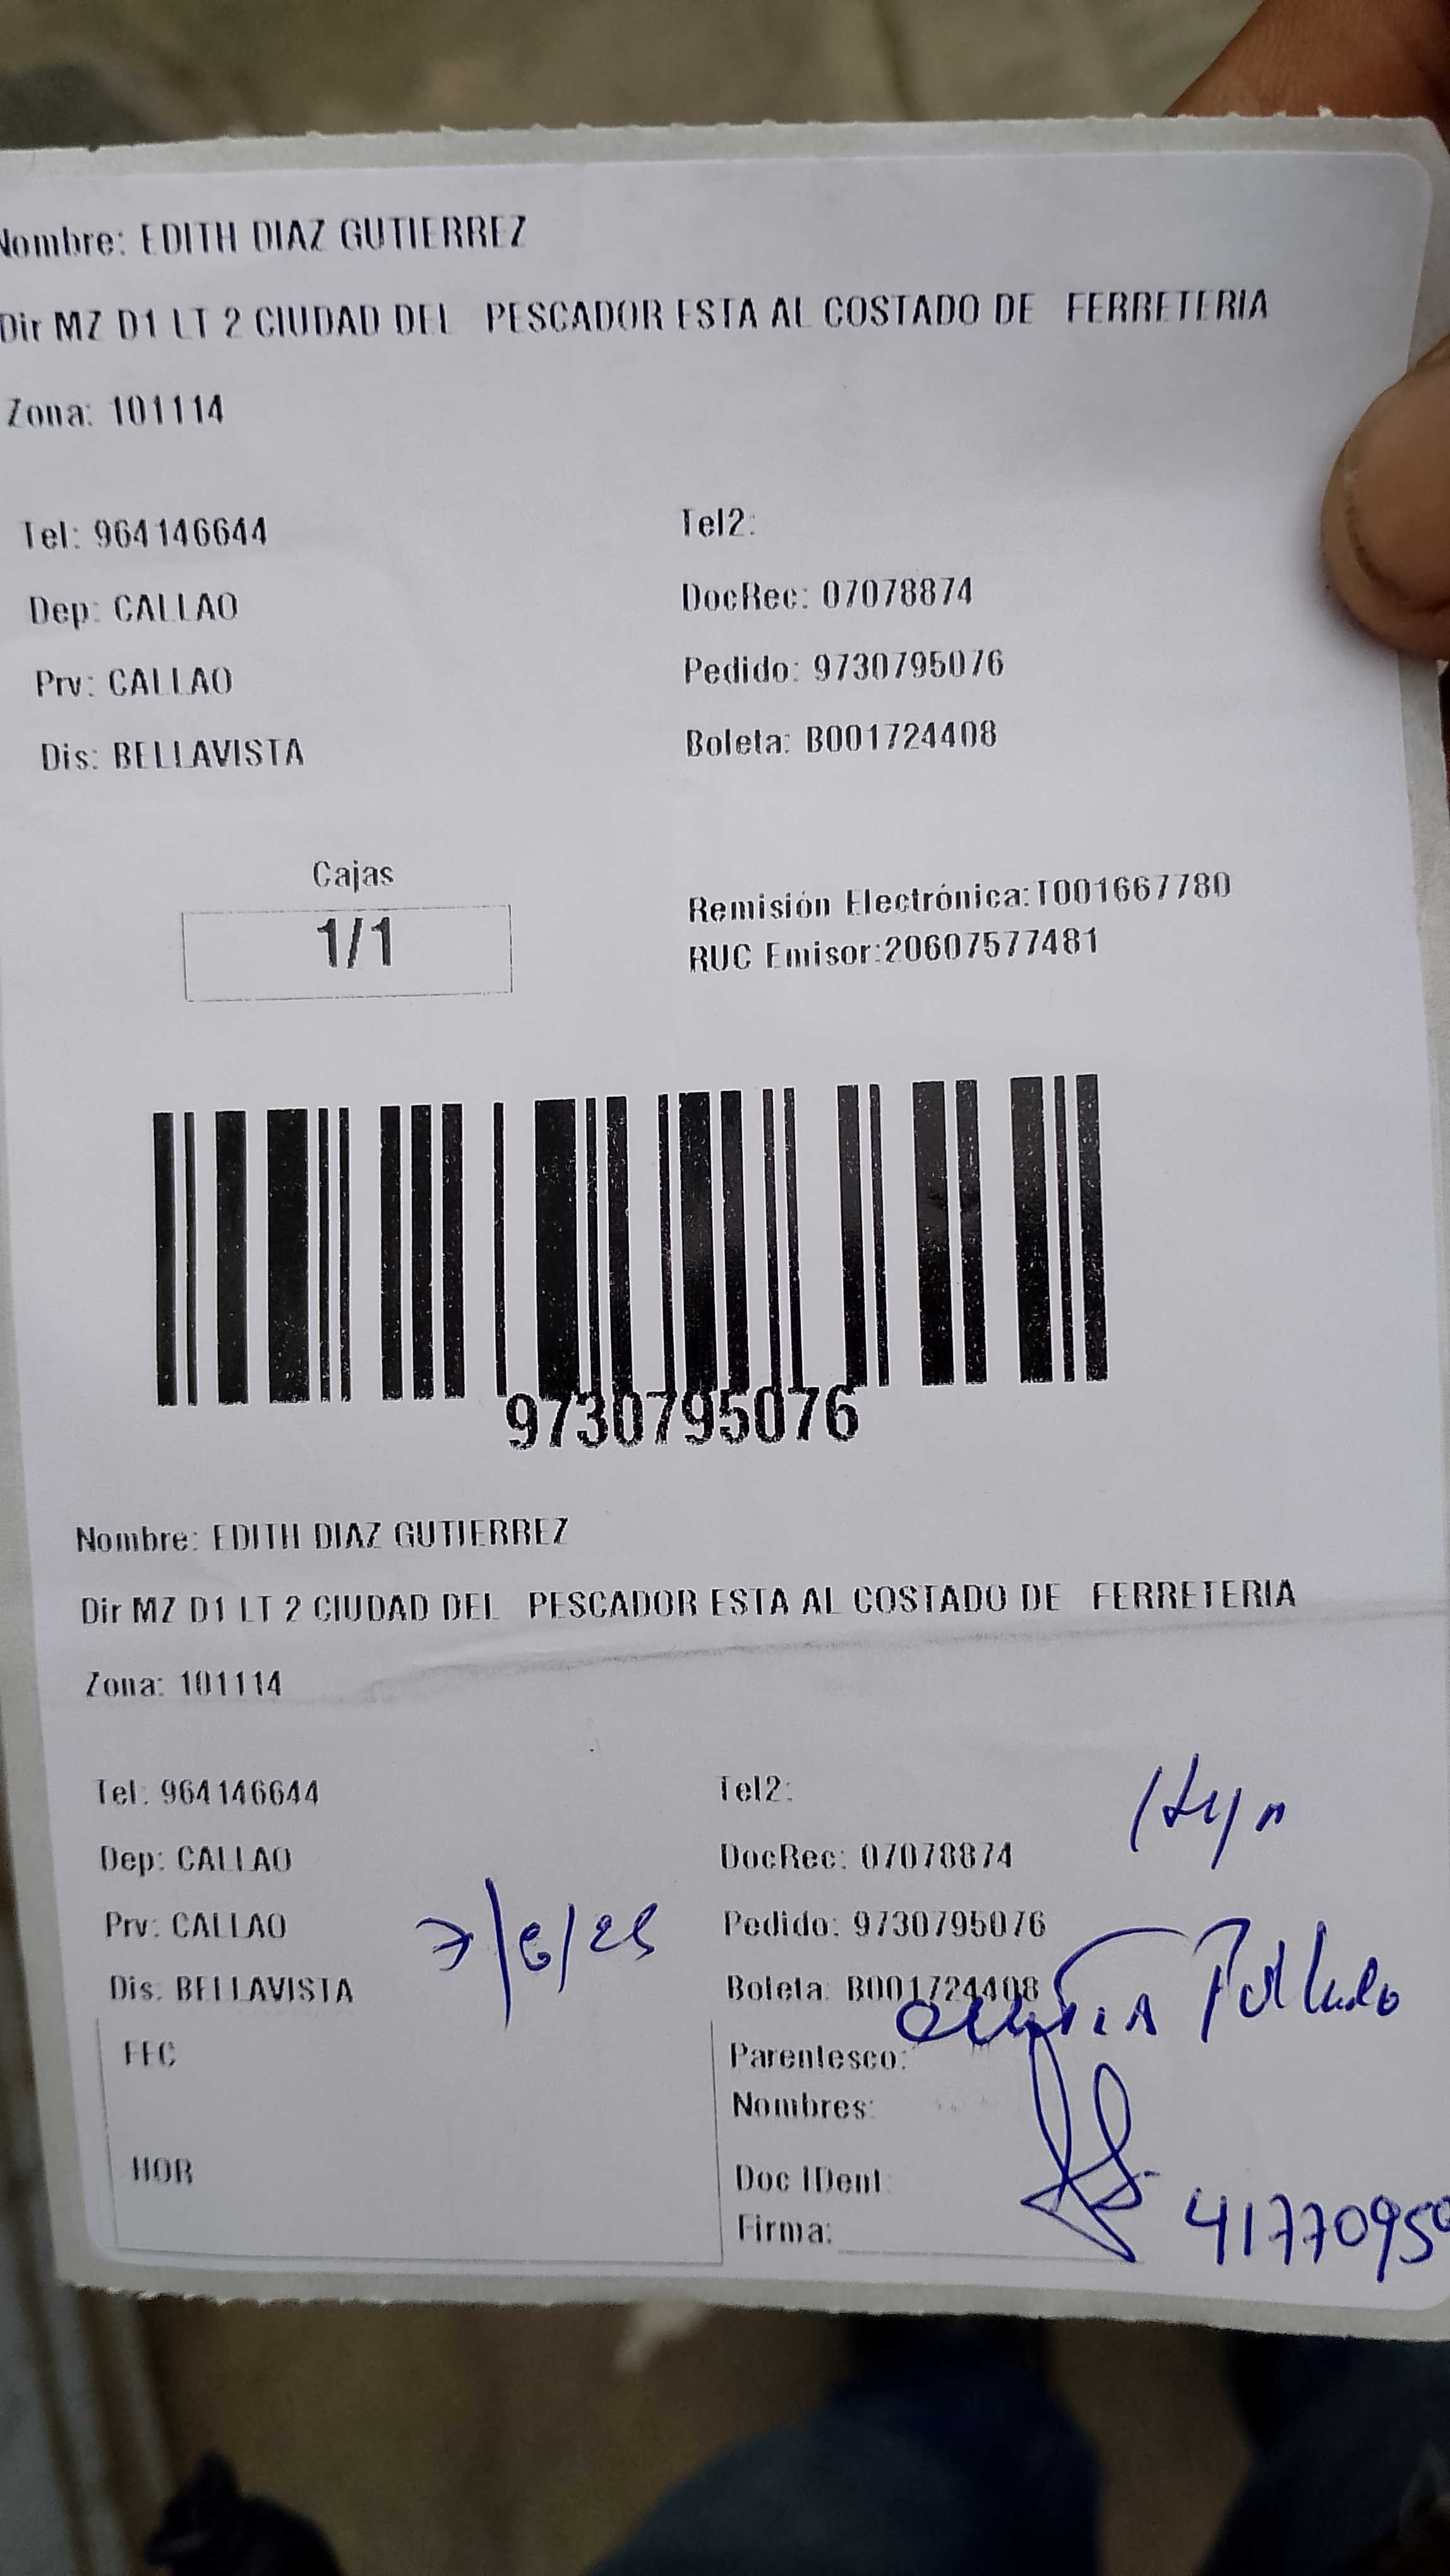 Nombre: EDITH DIAZ GUTIERREZ
Dir MZ D1 LT 2 CIUDAD DEL PESCADOR ESTA AL COSTADO DE FERRETERIA
Zona: 101114
Tel: 964146644 Tel2:
Dep: CALLAO DocRec: 07078874
Prv: CALLAO Pedido: 9730795076
Dis: BELLAVISTA Boleta: B001724408
Cajas
1/1
Remisión Electrónica:T001667780
RUC Emisor:20607577481
9730795076
Nombre: EDITH DIAZ GUTIERREZ
Dir MZ D1 LT 2 CIUDAD DEL PESCADOR ESTA AL COSTADO DE FERRETERIA
Zona: 101114
Tel: 964146644 Tel2:
Dep: CALLAO DocRec: 07078874
Prv: CALLAO Pedido: 9730795076
Dis: BELLAVISTA Boleta: B001724408
FEC
HOR
Parentesco:
Nombres:
Doc IDent
Firma: